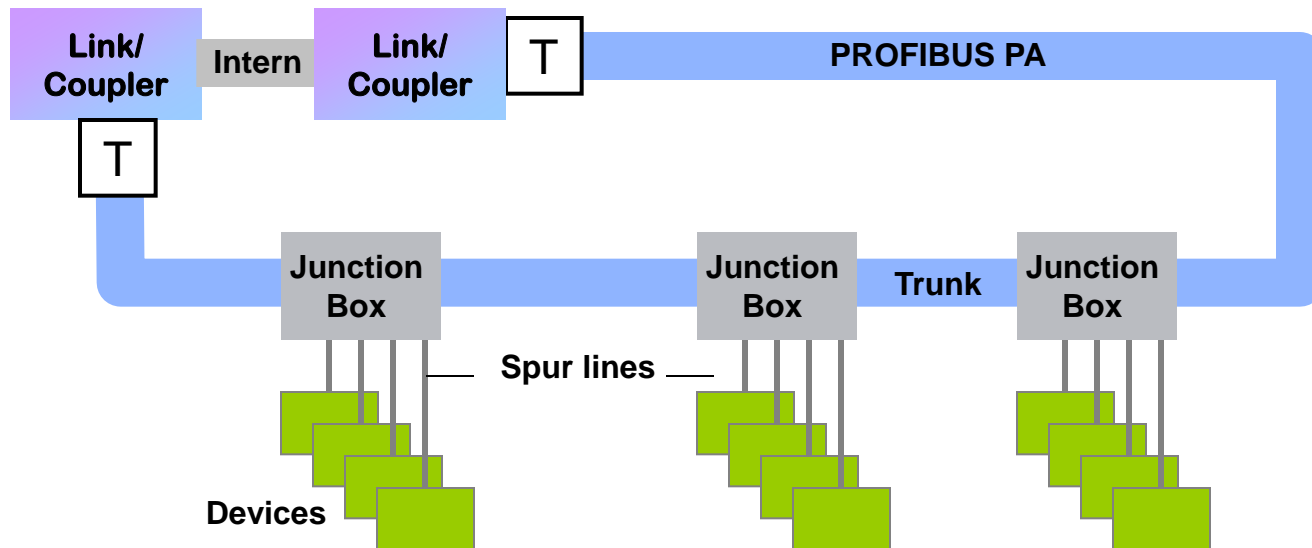 Link/
Coupler
Intern
Link/
Coupler
T
PROFIBUS PA
T
Junction
Box
Junction
Box
Trunk
Junction
Box
Spur lines
Devices